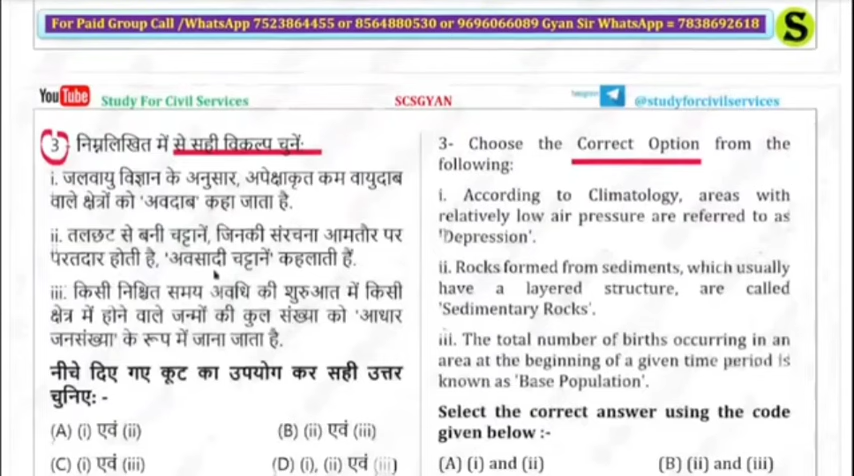 For Paid Group Call /WhatsApp 7523864455 or 8564880530 or 9696066089 Gyan Sir WhatsApp = 7838692618
S
YouTube Study For Civil Services SCSGYAN @studyforcivilservices
3 निम्नलिखित में से सही विकल्प चुनें:
i. जलवायु विज्ञान के अनुसार, अपेक्षाकृत कम वायुदाब
वाले क्षेत्रों को 'अवदाब' कहा जाता है.
ii. तलछट से बनी चट्टानें, जिनकी संरचना आमतौर पर
परतदार होती है, 'अवसादी चट्टानें' कहलाती हैं.
iii. किसी निश्चित समय अवधि की शुरुआत में किसी
क्षेत्र में होने वाले जन्मों की कुल संख्या को 'आधार
जनसंख्या' के रूप में जाना जाता है.
नीचे दिए गए कूट का उपयोग कर सही उत्तर
चुनिए: -
(A) (i) एवं (ii) (B) (ii) एवं (iii)
(C) (i) एवं (iii) (D) (i), (ii) एवं (iii)
3- Choose the Correct Option from the
following:
i. According to Climatology, areas with
relatively low air pressure are referred to as
'Depression'.
ii. Rocks formed from sediments, which usually
have a layered structure, are called
'Sedimentary Rocks'.
iii. The total number of births occurring in an
area at the beginning of a given time period is
known as 'Base Population'.
Select the correct answer using the code
given below :-
(A) (i) and (ii) (B) (ii) and (iii)